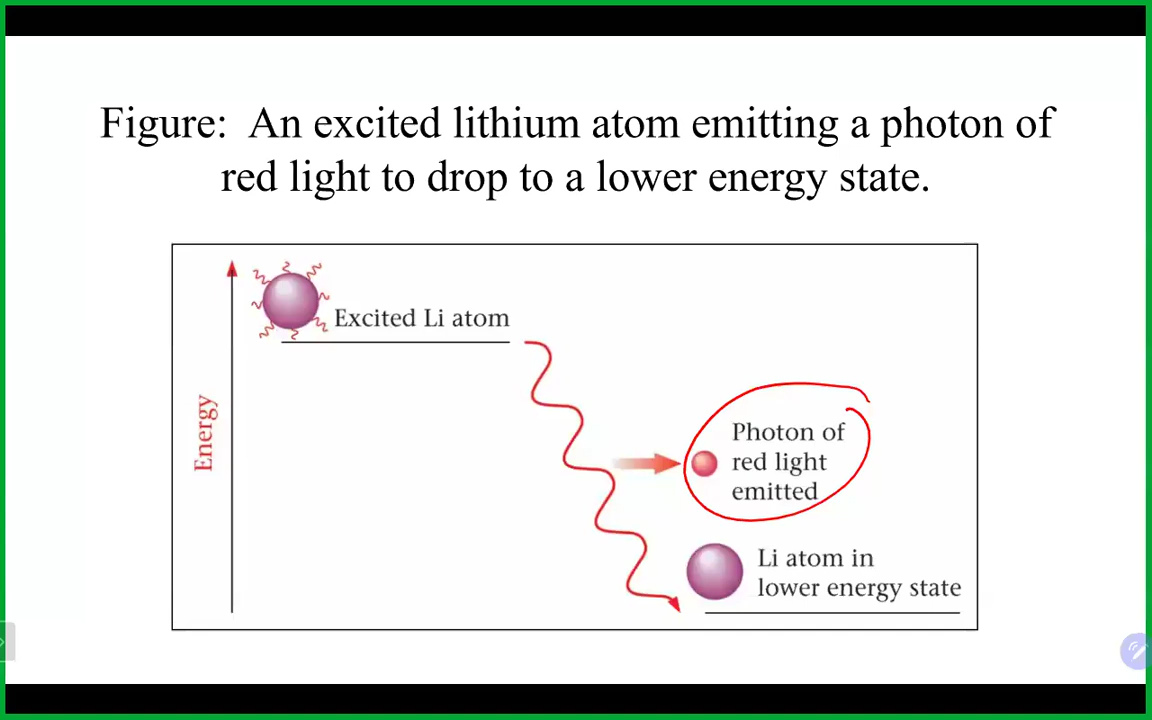 Figure:  An excited lithium atom emitting a photon of
red light to drop to a lower energy state.
Excited Li atom
Energy
Photon of
red light
emitted
Li atom in
lower energy state